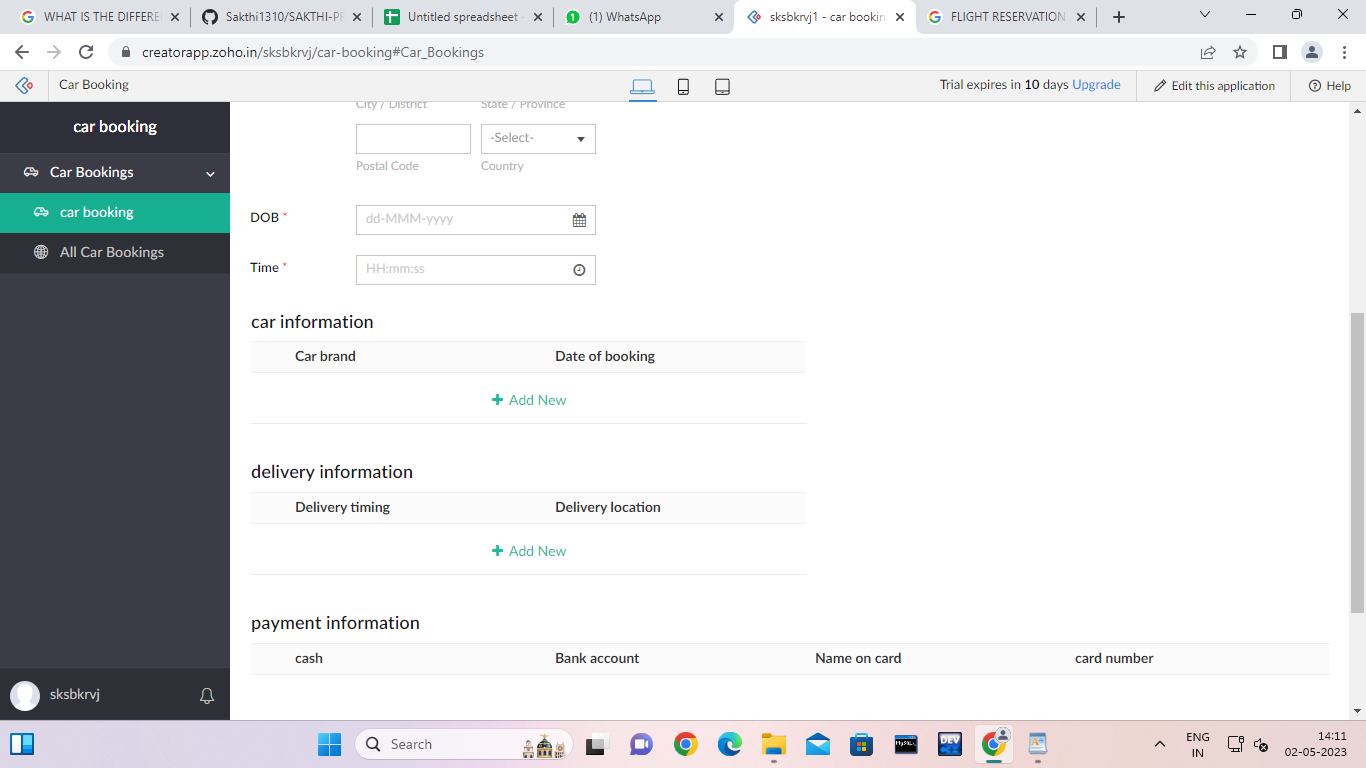 WHAT IS THE DIFFERE
Sakthi1310/SAKTHI-PR
Untitled spreadsheet -
(1) WhatsApp
sksbkrvj1 - car bookin
FLIGHT RESERVATION
creatorapp.zoho.in/sksbkrvj/car-booking#Car_Bookings
Car Booking
Trial expires in 10 days Upgrade
Edit this application
Help
car booking
Car Bookings
car booking
All Car Bookings
sksbkrvj
City / District
State / Province
-Select-
Postal Code
Country
DOB *
dd-MMM-yyyy
Time *
HH:mm:ss
car information
Car brand
Date of booking
+ Add New
delivery information
Delivery timing
Delivery location
+ Add New
payment information
cash
Bank account
Name on card
card number
Search
MySQL
DEV
ENG
IN
14:11
02-05-2023